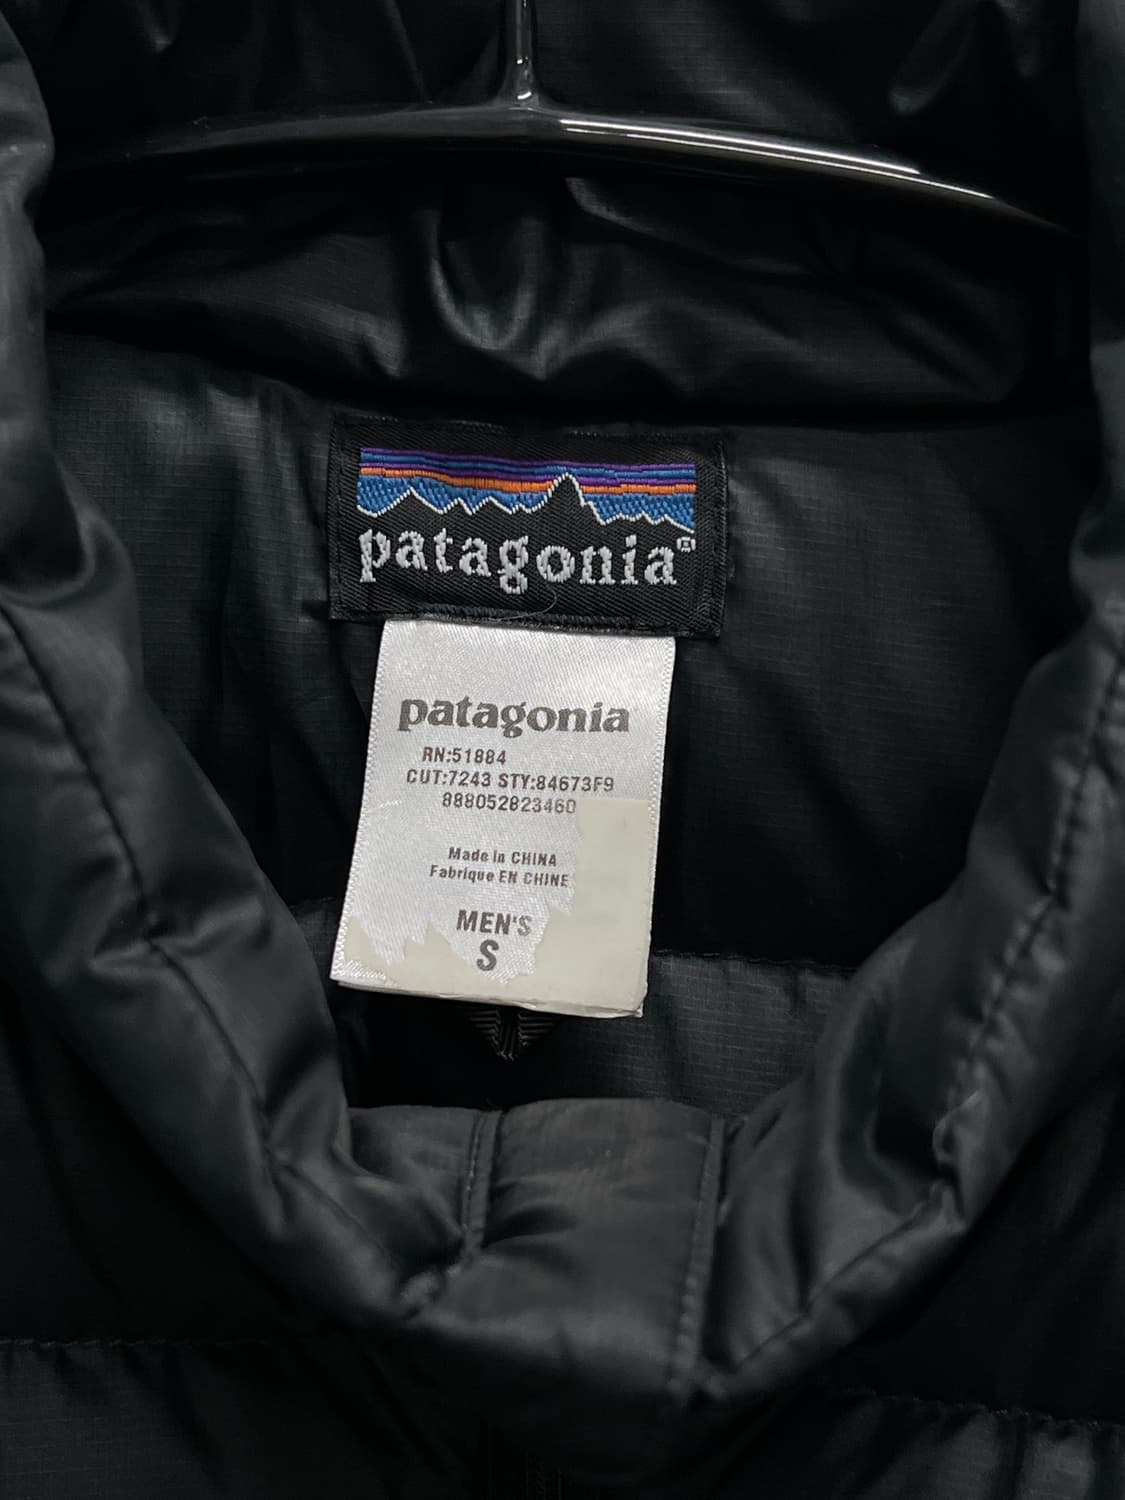 patagonia®
patagonia
RN:51884
CUT:7243 STY:84673F9
888052823460
Made in CHINA
Fabrique EN CHINE
MEN'S
S